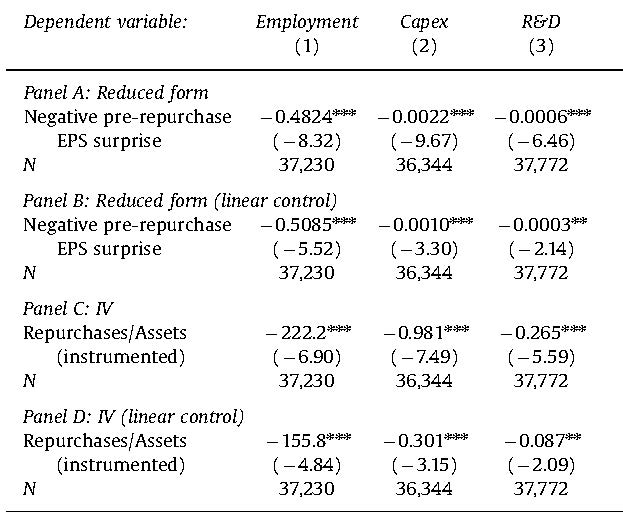 Dependent variable: Employment Capex R&D
(1) (2) (3)
Panel A: Reduced form
Negative pre-repurchase −0.4824*** −0.0022*** −0.0006***
EPS surprise (−8.32) (−9.67) (−6.46)
N 37,230 36,344 37,772
Panel B: Reduced form (linear control)
Negative pre-repurchase −0.5085*** −0.0010*** −0.0003**
EPS surprise (−5.52) (−3.30) (−2.14)
N 37,230 36,344 37,772
Panel C: IV
Repurchases/Assets −222.2*** −0.981*** −0.265***
(instrumented) (−6.90) (−7.49) (−5.59)
N 37,230 36,344 37,772
Panel D: IV (linear control)
Repurchases/Assets −155.8*** −0.301*** −0.087**
(instrumented) (−4.84) (−3.15) (−2.09)
N 37,230 36,344 37,772